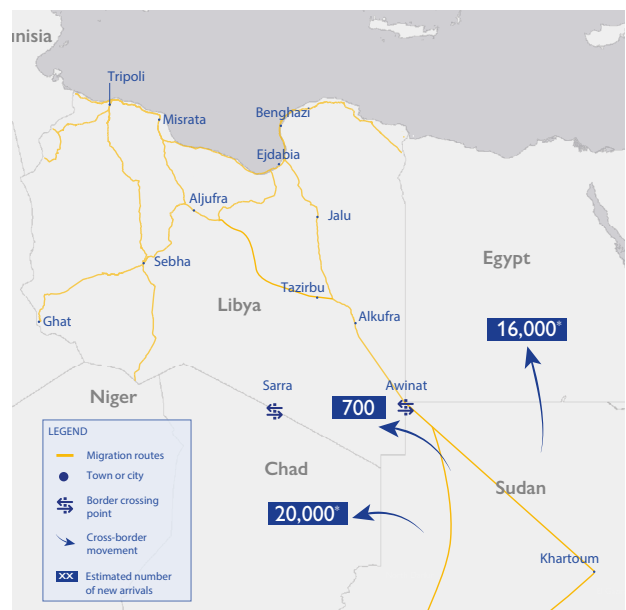 unisia
Tripoli
Misrata
Benghazi
Ejdabia
Aljufra
Jalu
Egypt
Sebha
Libya
Tazirbu
Alkufra
Ghat
16,000*
Niger
Sarra
Awinat
700
LEGEND
Migration routes
Town or city
Border crossing
point
Cross-border
movement
XX
Estimated number
of new arrivals
Chad
Sudan
20,000*
Khartoum